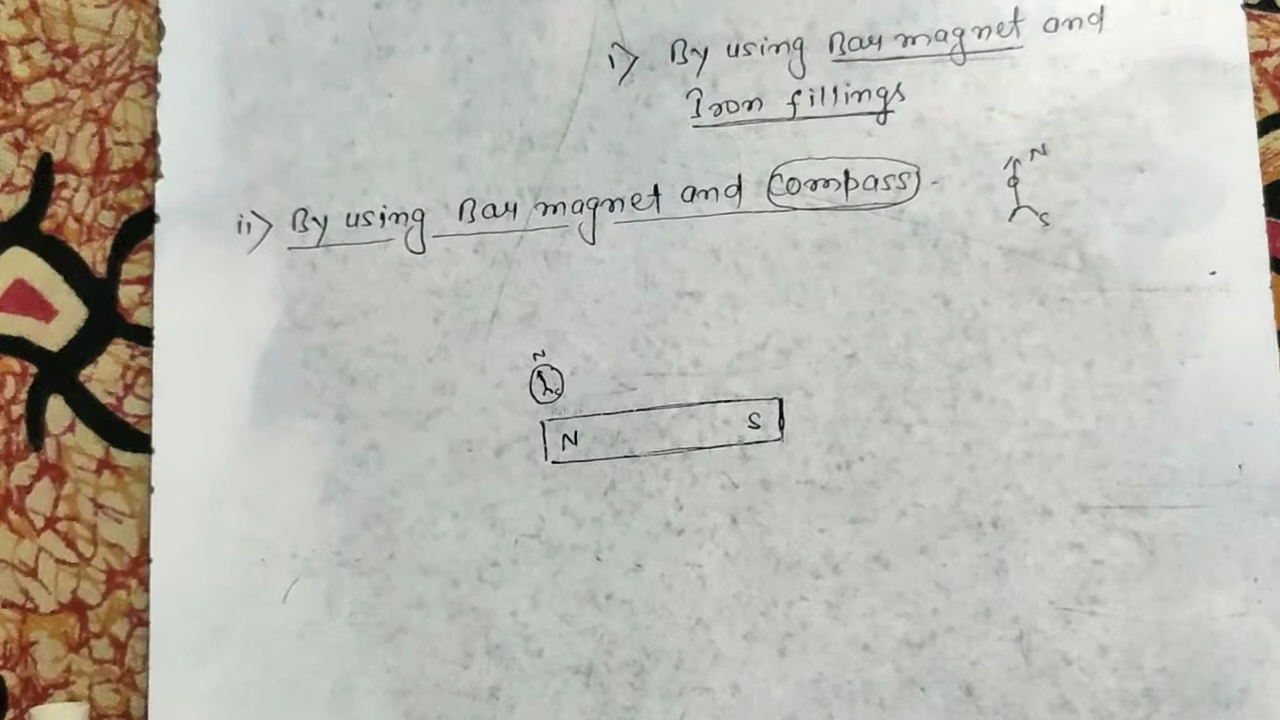 i) By using Bar magnet and
Iron fillings
ii) By using Bar magnet and Compass.
N
S
N
N S